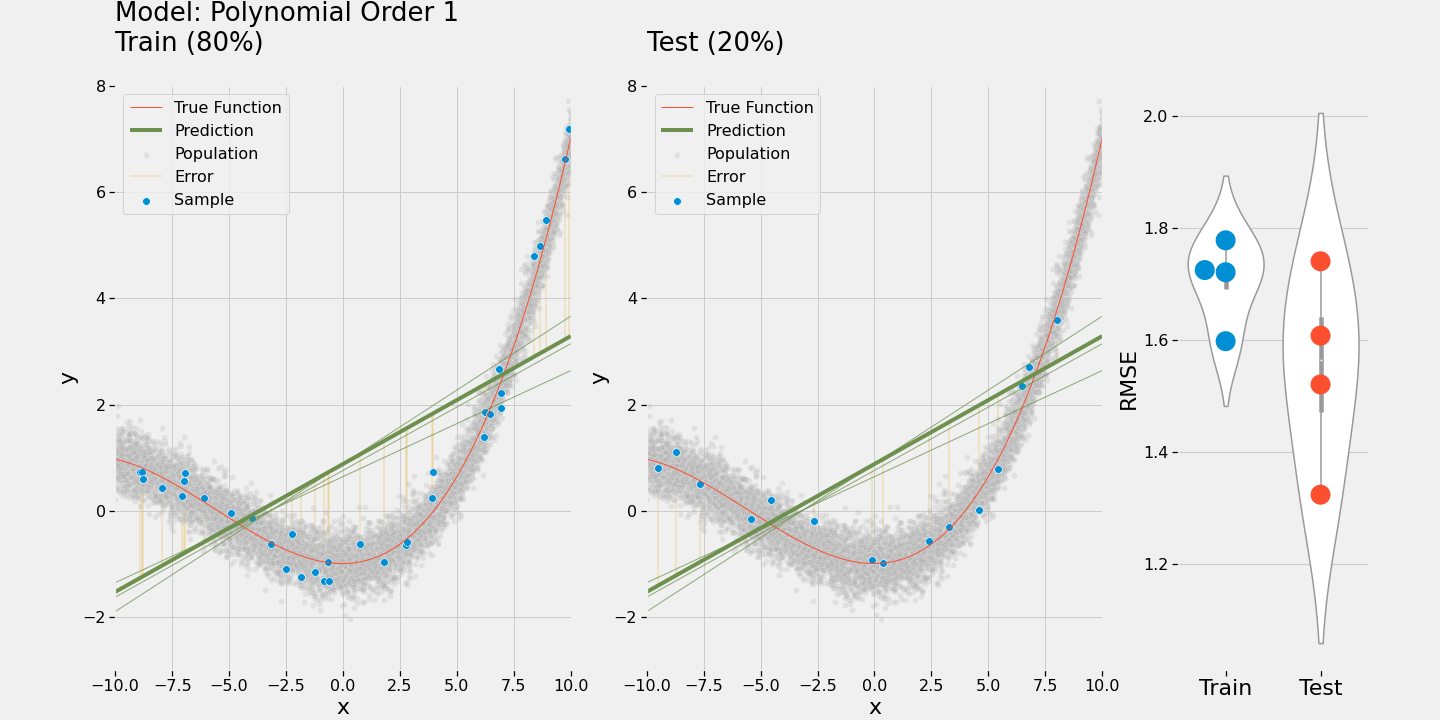 Model: Polynomial Order 1
Train (80%)
Test (20%)
True Function
Prediction
Population
Error
Sample
8
6
4
2
0
−2
y
−10.0 −7.5 −5.0 −2.5 0.0 2.5 5.0 7.5 10.0
x
True Function
Prediction
Population
Error
Sample
8
6
4
2
0
−2
y
−10.0 −7.5 −5.0 −2.5 0.0 2.5 5.0 7.5 10.0
x
2.0
1.8
1.6
1.4
1.2
RMSE
Train Test